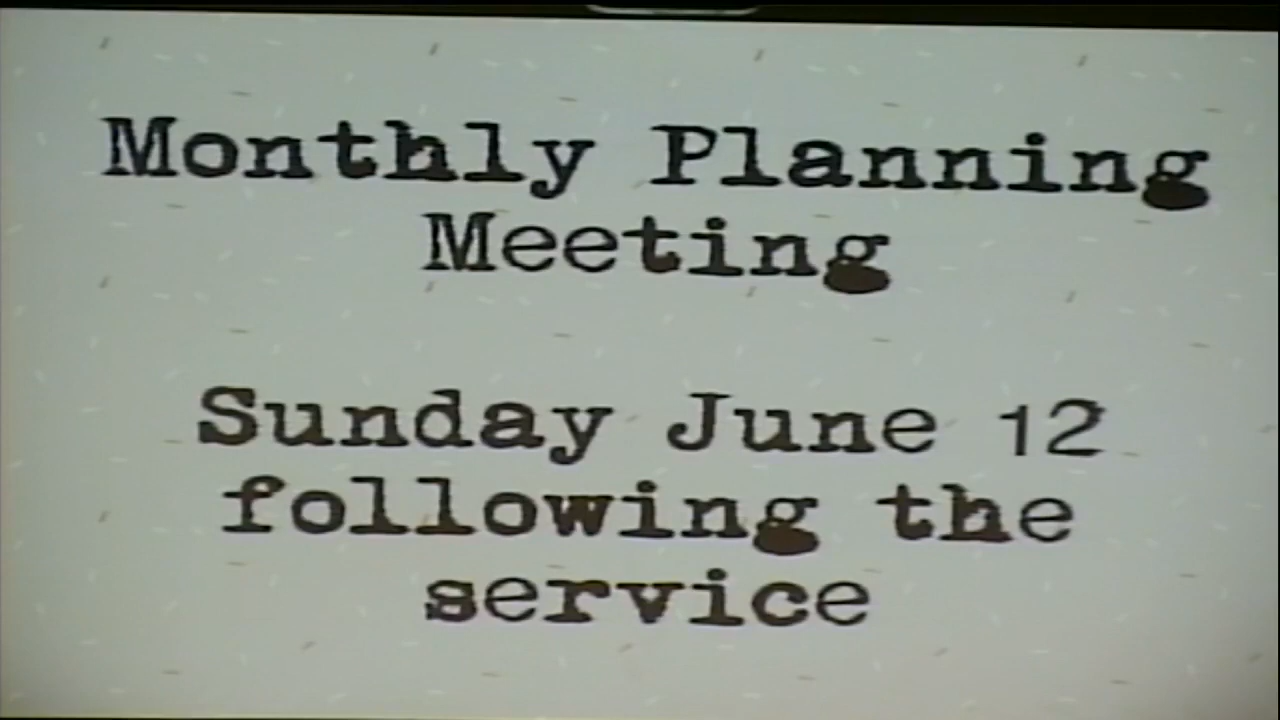 Monthly Planning
Meeting
Sunday June 12
following the
service